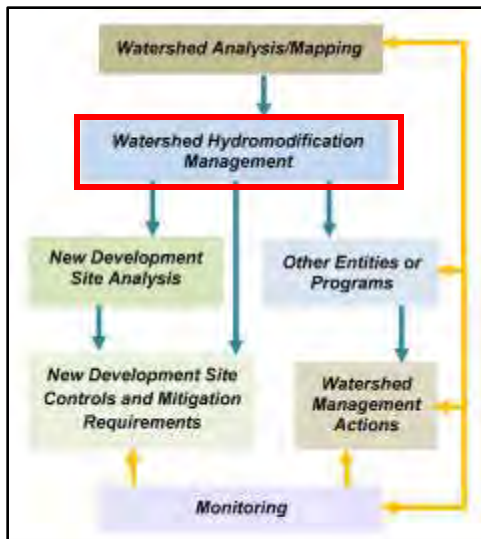 Watershed Analysis/Mapping
Watershed Hydromodification
Management
New Development
Site Analysis
Other Entities or
Programs
New Development Site
Controls and Mitigation
Requirements
Watershed
Management
Actions
Monitoring